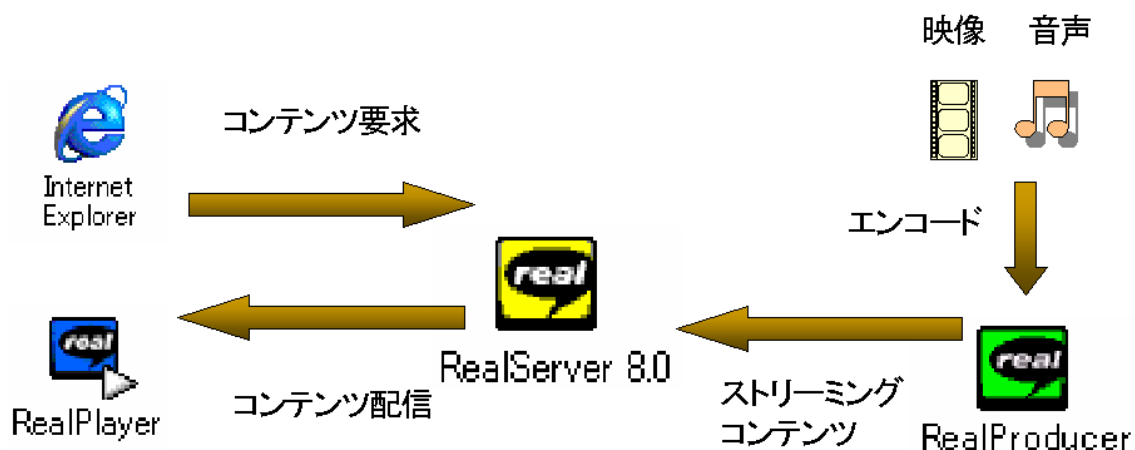 映像 音声
コンテンツ要求
Internet
Explorer
エンコード
real
RealServer 8.0
real
RealPlayer
コンテンツ配信
ストリーミング
コンテンツ
real
RealProducer